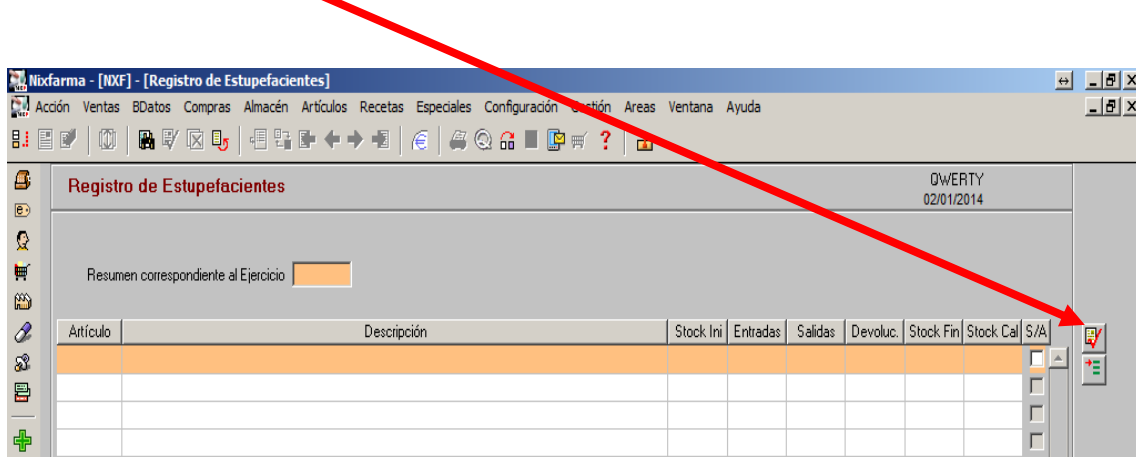 Nixfarma - [NXF] - [Registro de Estupefacientes]
Acción Ventas BDatos Compras Almacén Artículos Recetas Especiales Configuración Gestión Areas Ventana Ayuda
Registro de Estupefacientes
QWERTY
02/01/2014
Resumen correspondiente al Ejercicio
Artículo Descripción Stock Ini Entradas Salidas Devoluc. Stock Fin Stock Cal S/A